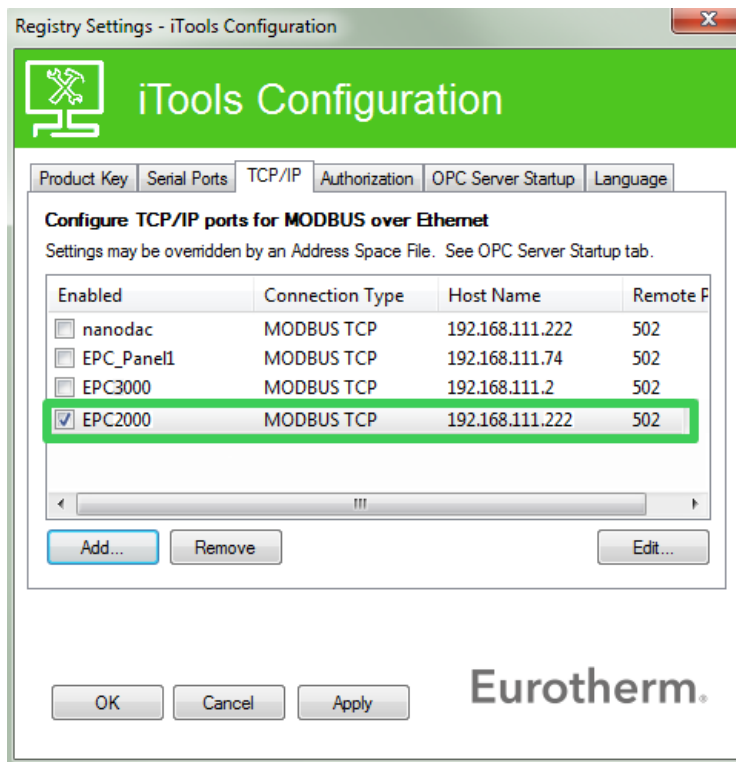 Registry Settings - iTools Configuration
x
iTools Configuration
Product Key Serial Ports TCP/IP Authorization OPC Server Startup Language
Configure TCP/IP ports for MODBUS over Ethernet
Settings may be overridden by an Address Space File. See OPC Server Startup tab.
Enabled Connection Type Host Name Remote P
nanodac MODBUS TCP 192.168.111.222 502
EPC_Panel1 MODBUS TCP 192.168.111.74 502
EPC3000 MODBUS TCP 192.168.111.2 502
EPC2000 MODBUS TCP 192.168.111.222 502
Add... Remove Edit...
OK Cancel Apply Eurotherm®